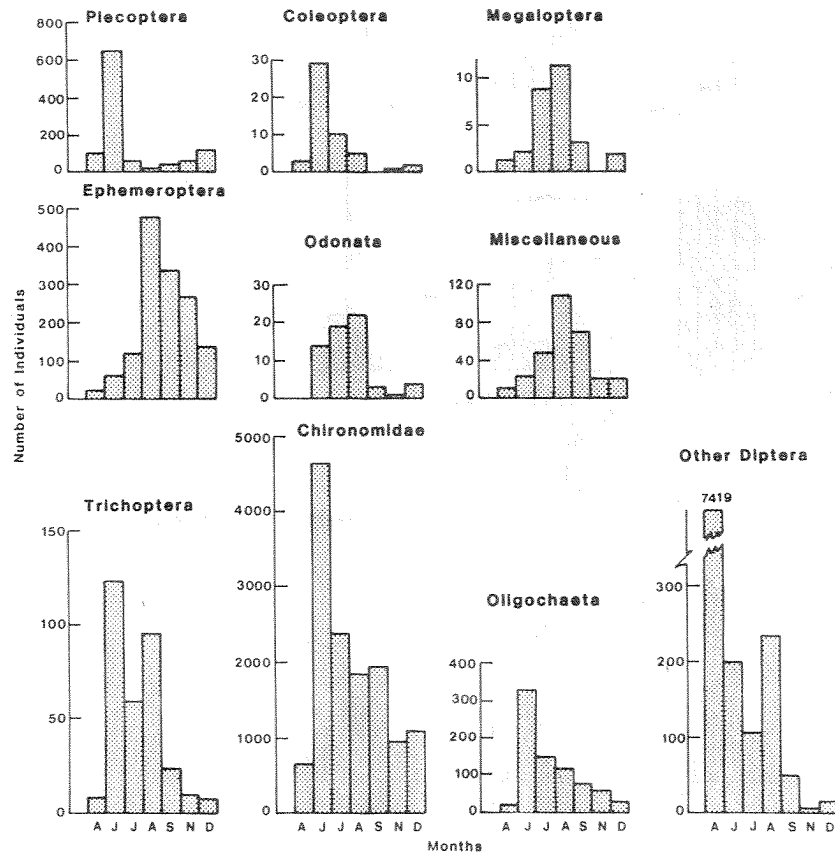 Plecoptera
800
600
400
200
0
Coleoptera
30
20
10
0
Megaloptera
10
5
0
Ephemeroptera
500
400
300
200
100
0
Odonata
30
20
10
0
Miscellaneous
120
80
40
0
Number of Individuals
Trichoptera
150
100
50
0
A J J A S N D
Chironomidae
5000
4000
3000
2000
1000
0
A J J A S N D
Oligochaeta
400
300
200
100
0
A J J A S N D
Other Diptera
7419
300
200
100
0
A J J A S N D
Months